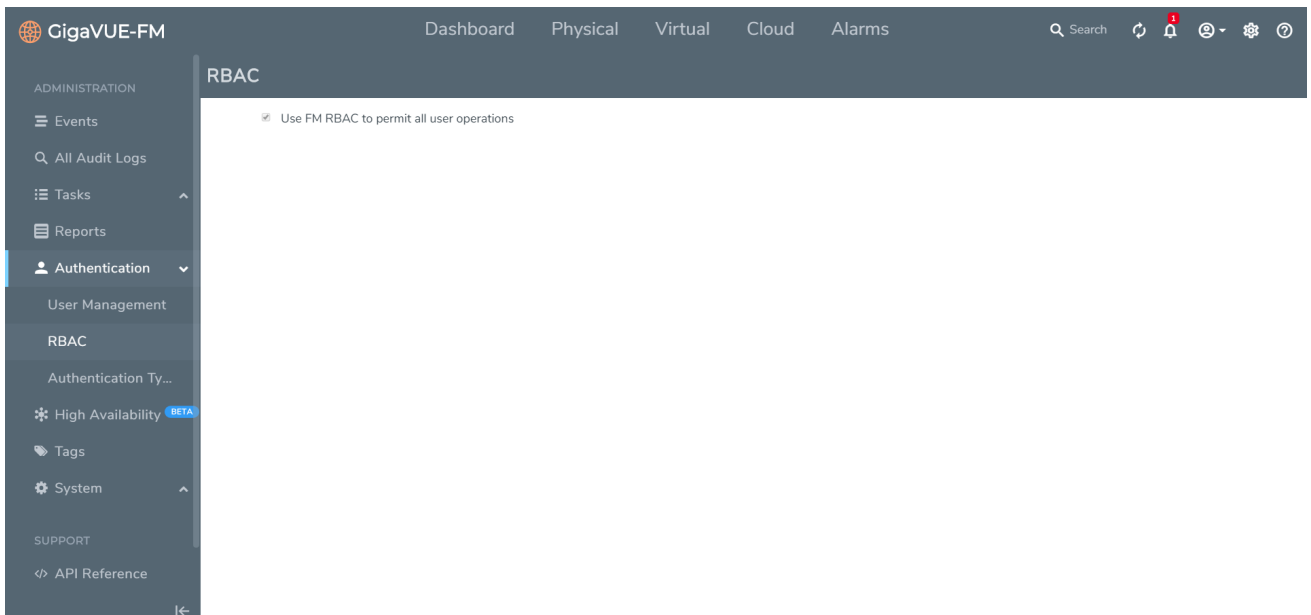 GigaVUE-FM
Dashboard Physical Virtual Cloud Alarms
Search
1
ADMINISTRATION
Events
All Audit Logs
Tasks
Reports
Authentication
User Management
RBAC
Authentication Ty...
High Availability BETA
Tags
System
SUPPORT
API Reference
RBAC
Use FM RBAC to permit all user operations